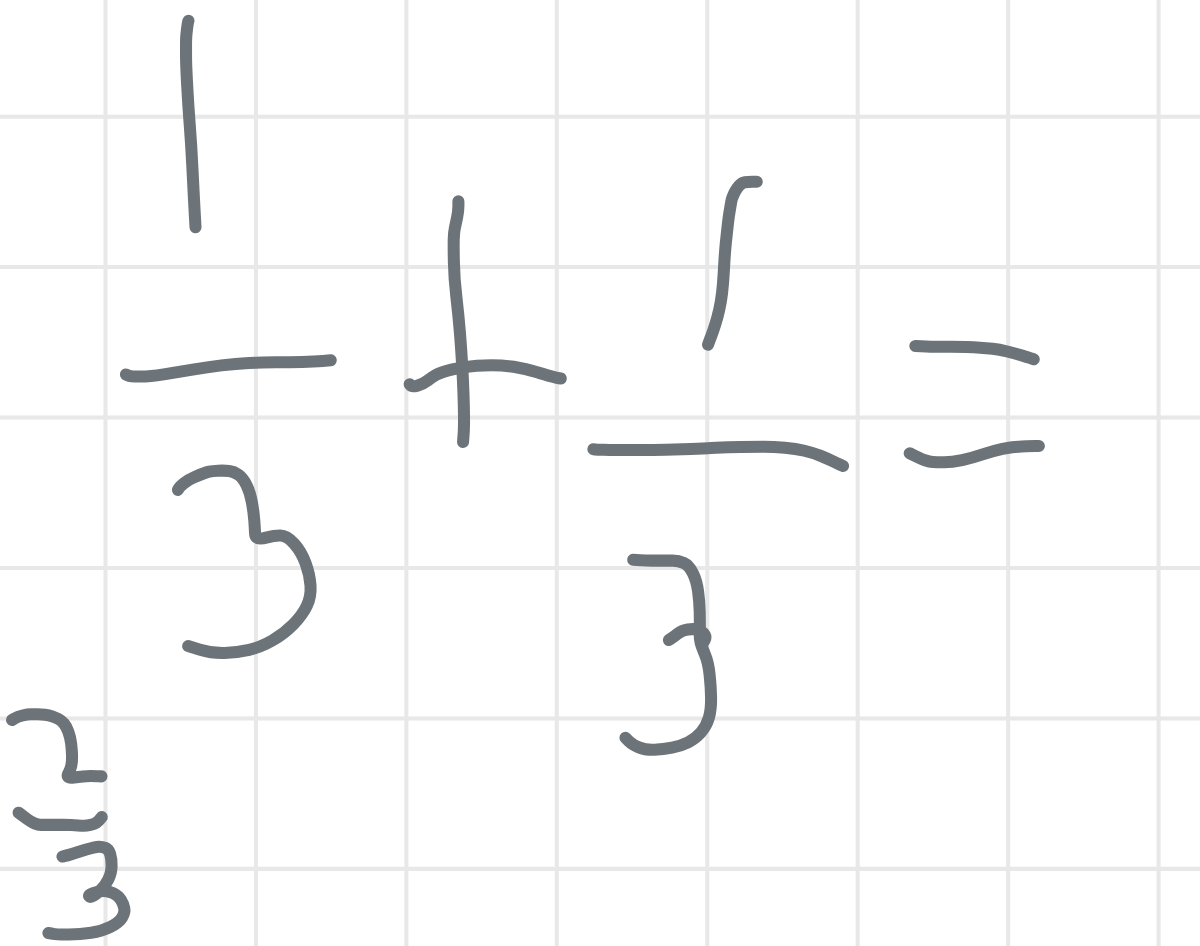 1/3 + 1/3 =
2/3